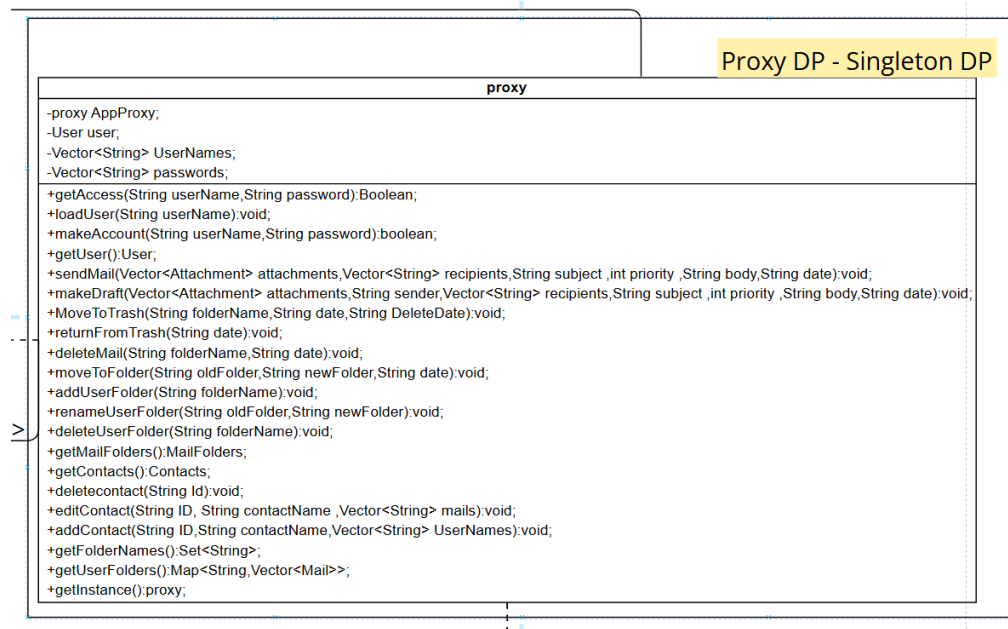 Proxy DP - Singleton DP
proxy
-proxy AppProxy;
-User user;
-Vector<String> UserNames;
-Vector<String> passwords;
+getAccess(String userName,String password):Boolean;
+loadUser(String userName):void;
+makeAccount(String userName,String password):boolean;
+getUser():User;
+sendMail(Vector<Attachment> attachments,Vector<String> recipients,String subject ,int priority ,String body,String date):void;
+makeDraft(Vector<Attachment> attachments,String sender,Vector<String> recipients,String subject ,int priority ,String body,String date):void;
+MoveToTrash(String folderName,String date,String DeleteDate):void;
+returnFromTrash(String date):void;
+deleteMail(String folderName,String date):void;
+moveToFolder(String oldFolder,String newFolder,String date):void;
+addUserFolder(String folderName):void;
+renameUserFolder(String oldFolder,String newFolder):void;
+deleteUserFolder(String folderName):void;
>
+getMailFolders():MailFolders;
+getContacts():Contacts;
+deletecontact(String Id):void;
+editContact(String ID, String contactName ,Vector<String> mails):void;
+addContact(String ID,String contactName,Vector<String> UserNames):void;
+getFolderNames():Set<String>;
+getUserFolders():Map<String,Vector<Mail>>;
+getInstance():proxy;